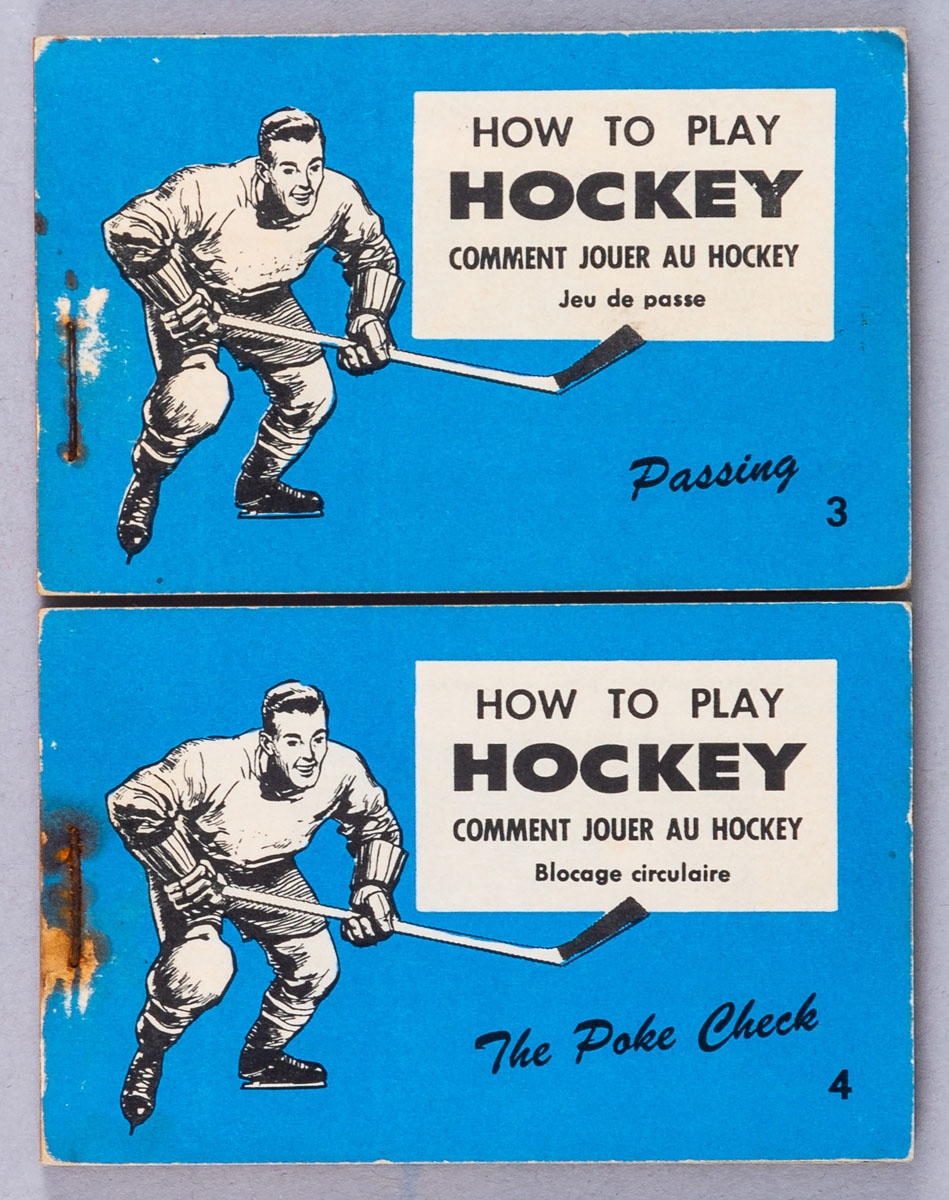 HOW TO PLAY
HOCKEY
COMMENT JOUER AU HOCKEY
Jeu de passe
Passing
3
HOW TO PLAY
HOCKEY
COMMENT JOUER AU HOCKEY
Blocage circulaire
The Poke Check
4